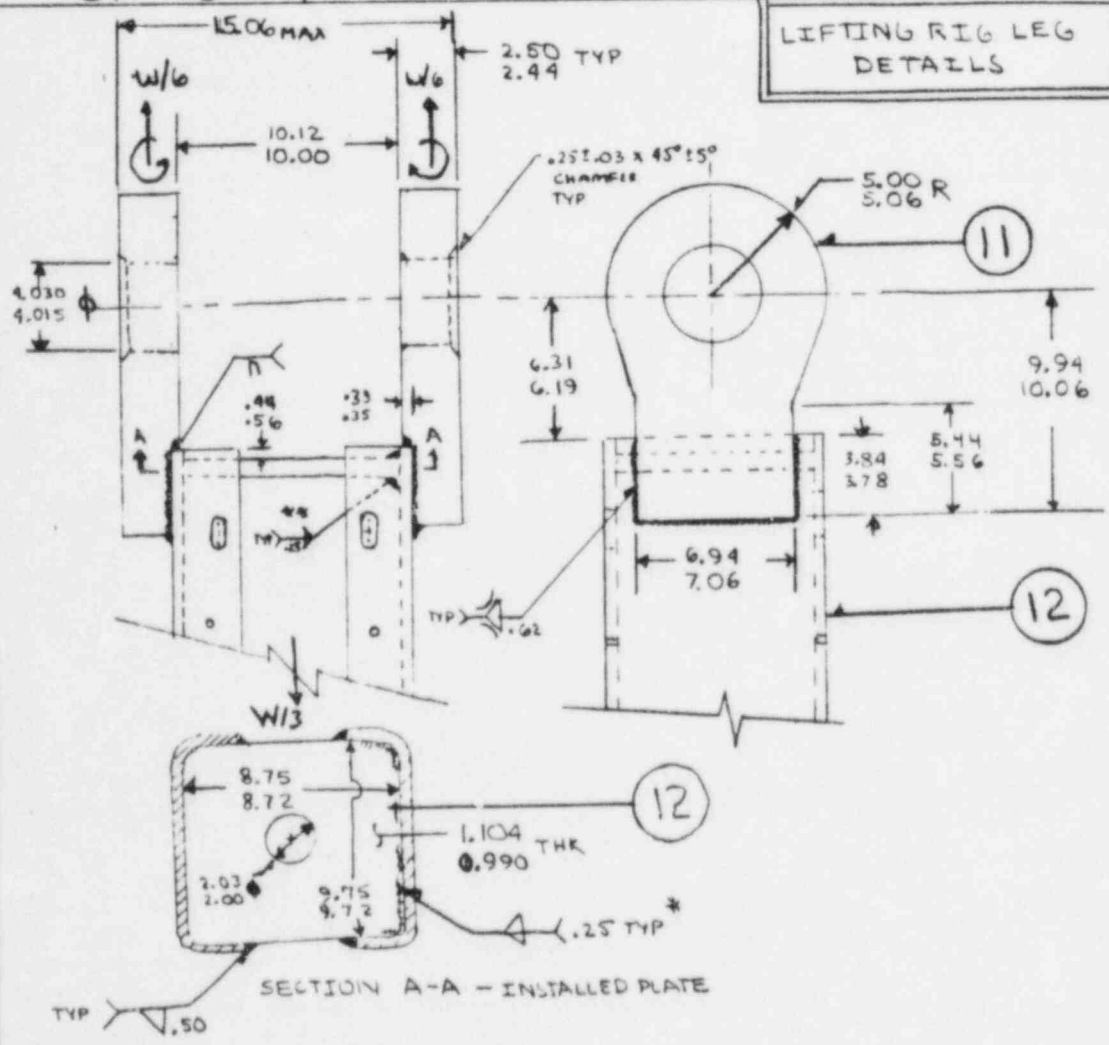 LIFTING RIG LEG
DETAILS
15.06 MAX
2.50 TYP
2.44
W/6
W/6
10.12
10.00
.25±.03 x 45°±5°
CHAMFER
TYP
5.00 R
5.06
11
4.030
4.015
6.31
6.19
9.94
10.06
.44
.56
.33
.35
A
A
5.44
5.56
3.84
3.78
.44
TYP
6.94
7.06
TYP
.62
12
W/3
8.75
8.72
12
1.104 THK
0.990
2.03
2.00
9.75
9.72
.25 TYP*
SECTION A-A - INSTALLED PLATE
TYP
.50